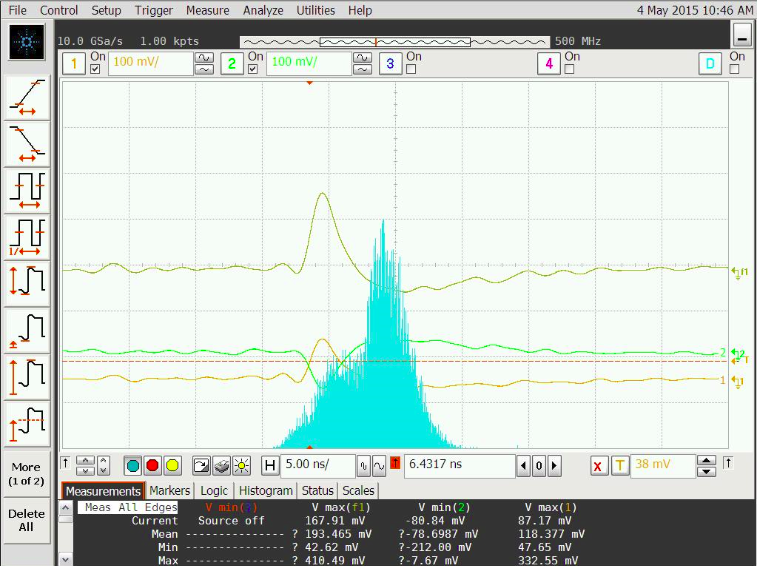 File Control Setup Trigger Measure Analyze Utilities Help 4 May 2015 10:46 AM
10.0 GSa/s 1.00 kpts 500 MHz
1 On 100 mV/ 2 On 100 mV/ 3 On 4 On D On
f1
2 2
T
1 1
1/
More
(1 of 2)
Delete
All
H 5.00 ns/ 6.4317 ns 0 X T 38 mV
Measurements Markers Logic Histogram Status Scales
Meas All Edges V min( ) V max(f1) V min(2) V max(1)
Current Source off 167.91 mV -80.84 mV 87.17 mV
Mean --------------- ? 193.465 mV ?-78.6987 mV 118.377 mV
Min --------------- ? 42.62 mV ?-212.00 mV 47.65 mV
Max --------------- ? 410.49 mV ?-7.67 mV 332.55 mV